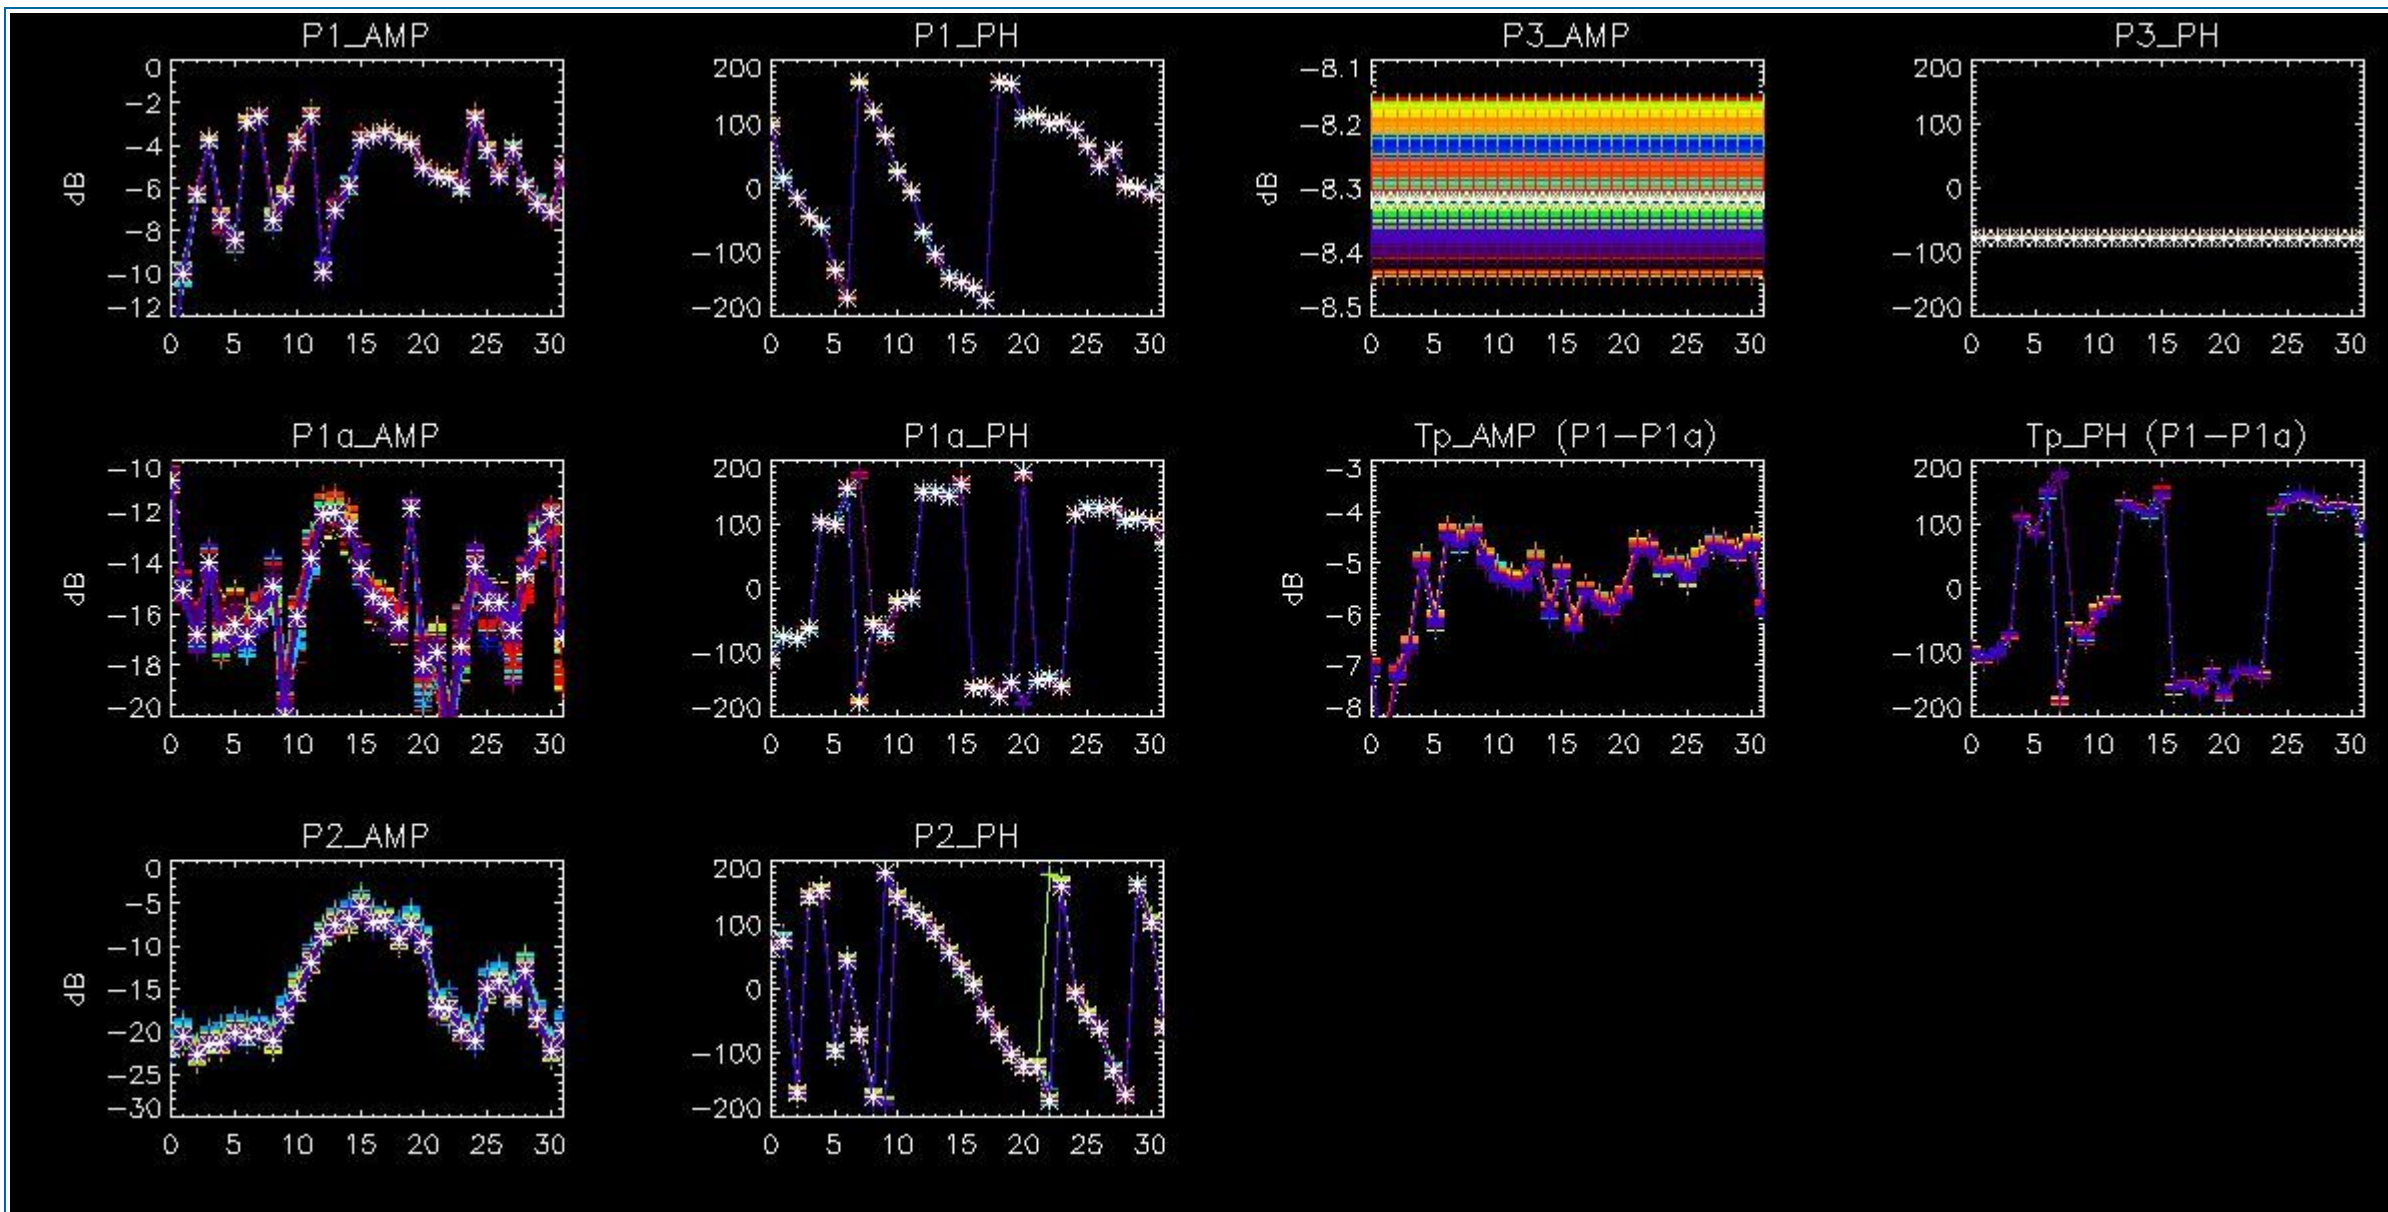 P1_AMP P1_PH P3_AMP P3_PH
0 200 -8.1 200
-2
100 -8.2 100
-4
dB -6 0 dB -8.3 0
-8
-100 -8.4 -100
-10
-12 -200 -8.5 -200
0 5 10 15 20 25 30 0 5 10 15 20 25 30 0 5 10 15 20 25 30 0 5 10 15 20 25 30
P1a_AMP P1a_PH Tp_AMP (P1-P1a) Tp_PH (P1-P1a)
-10 200 -3 200
-12 100 -4 100
-14
dB 0 dB -5 0
-16
-6
-18 -100 -7 -100
-20 -200 -8 -200
0 5 10 15 20 25 30 0 5 10 15 20 25 30 0 5 10 15 20 25 30 0 5 10 15 20 25 30
P2_AMP P2_PH
0 200
-5 100
-10
dB -15 0
-20 -100
-25
-30 -200
0 5 10 15 20 25 30 0 5 10 15 20 25 30